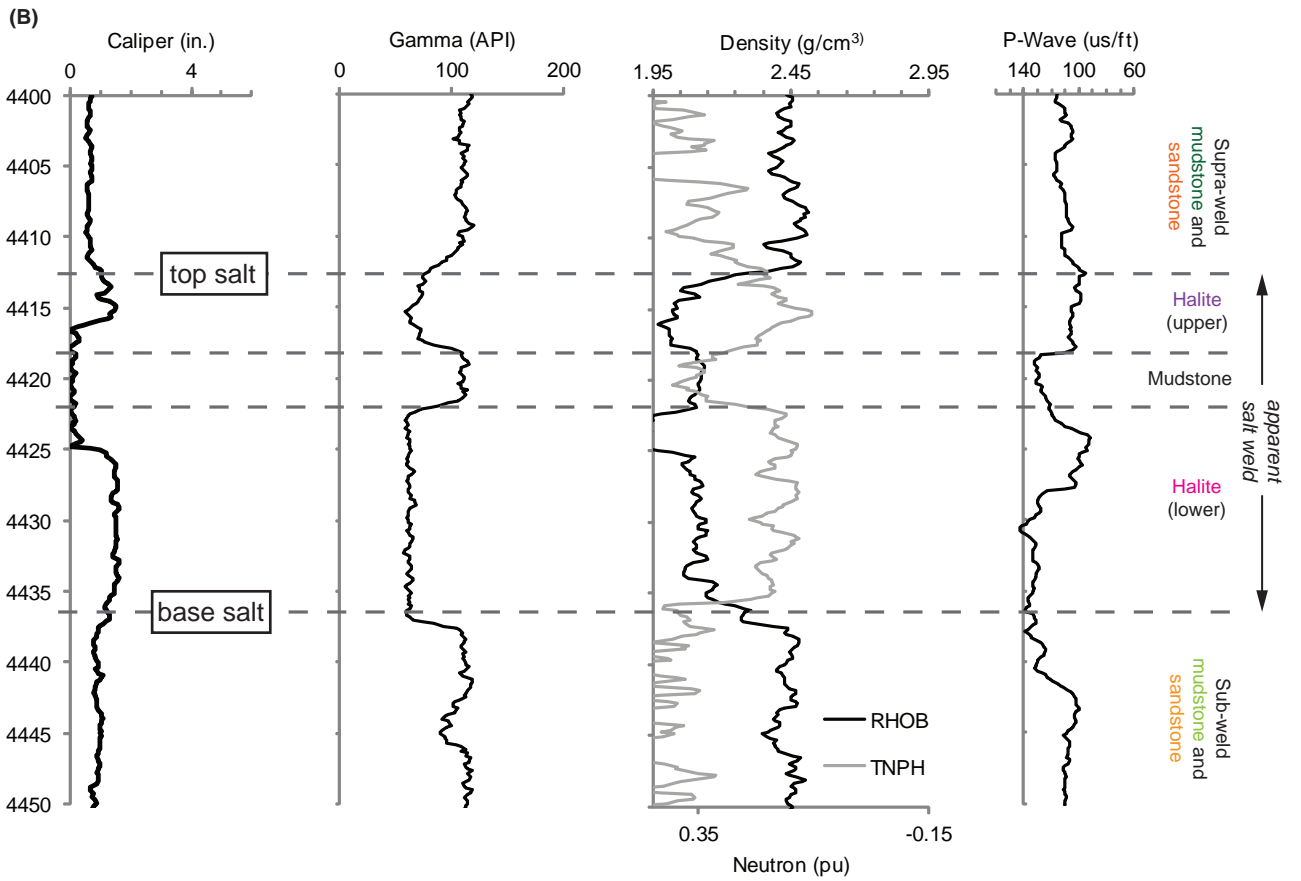 (B)
Caliper (in.)
Gamma (API)
Density (g/cm³)
P-Wave (us/ft)
0 4
0 100 200
1.95 2.45 2.95
140 100 60
4400
4405
4410
4415
4420
4425
4430
4435
4440
4445
4450
top salt
base salt
RHOB
TNPH
0.35 -0.15
Neutron (pu)
Supra-weld
mudstone and
sandstone
Halite
(upper)
Mudstone
Halite
(lower)
apparent
salt weld
Sub-weld
mudstone and
sandstone